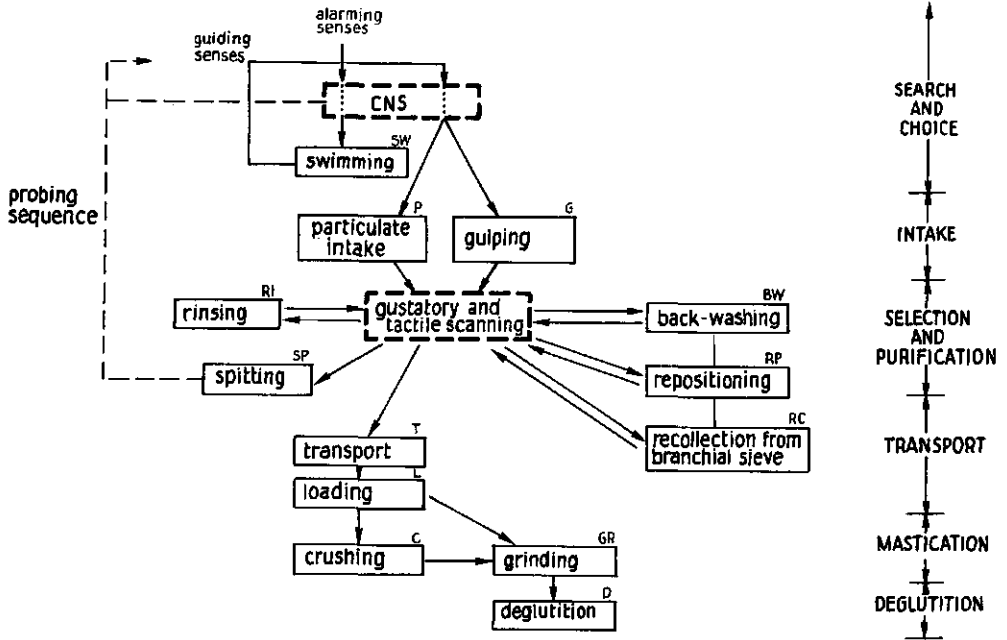 alarming
senses
guiding
senses
CNS
SW
swimming
probing
sequence
P
particulate
intake
G
gulping
RI
rinsing
gustatory and
tactile scanning
BW
back-washing
SP
spitting
RP
repositioning
RC
recollection from
branchial sieve
T
transport
L
loading
C
crushing
GR
grinding
D
deglutition
SEARCH
AND
CHOICE
INTAKE
SELECTION
AND
PURIFICATION
TRANSPORT
MASTICATION
DEGLUTITION